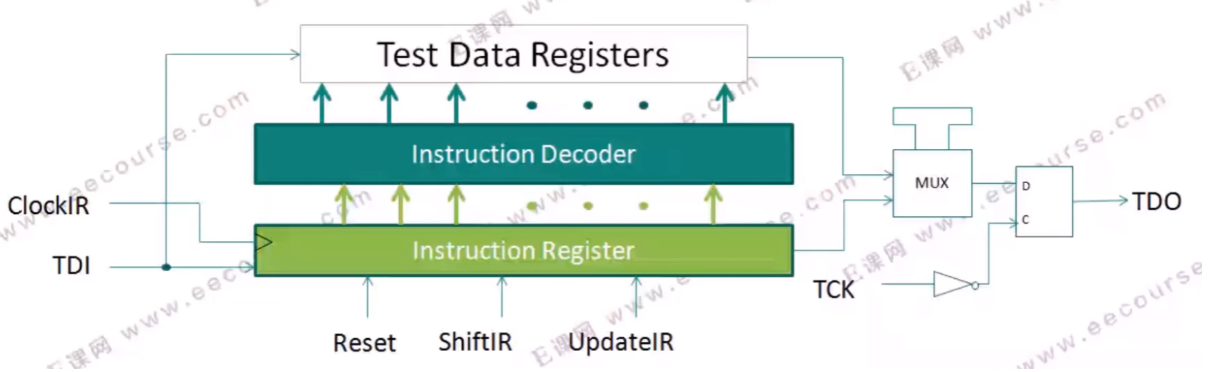 Test Data Registers
Instruction Decoder
ClockIR
Instruction Register
TDI
Reset
ShiftIR
UpdateIR
MUX
D
C
TDO
TCK
E课网 www.eecourse.com